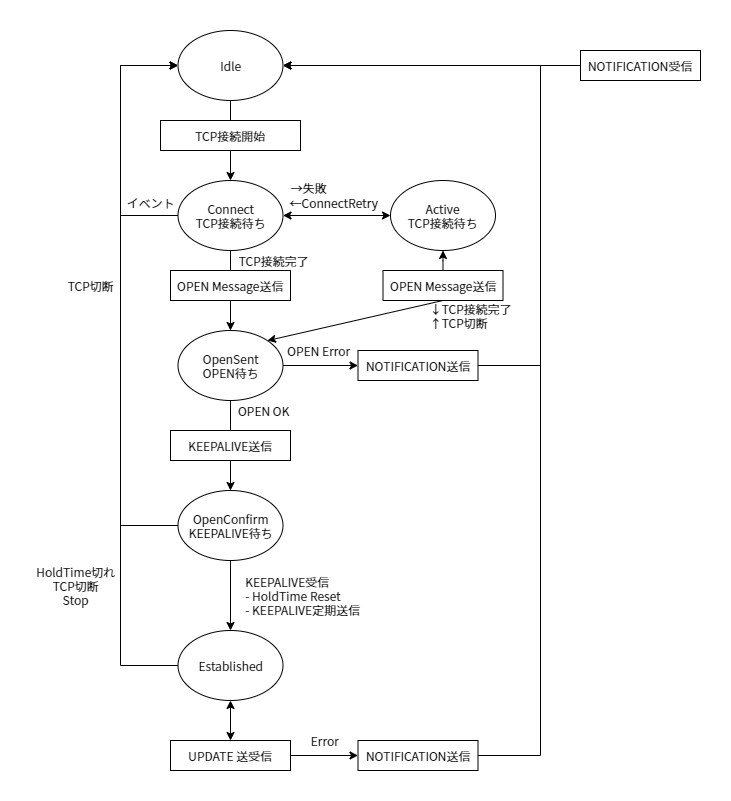 Idle
NOTIFICATION受信
TCP接続開始
イベント
Connect
TCP接続待ち
→失敗
←ConnectRetry
Active
TCP接続待ち
TCP接続完了
TCP切断
OPEN Message送信
OPEN Message送信
↓TCP接続完了
↑TCP切断
OpenSent
OPEN待ち
OPEN Error
NOTIFICATION送信
OPEN OK
KEEPALIVE送信
OpenConfirm
KEEPALIVE待ち
HoldTime切れ
TCP切断
Stop
KEEPALIVE受信
- HoldTime Reset
- KEEPALIVE定期送信
Established
UPDATE 送受信
Error
NOTIFICATION送信